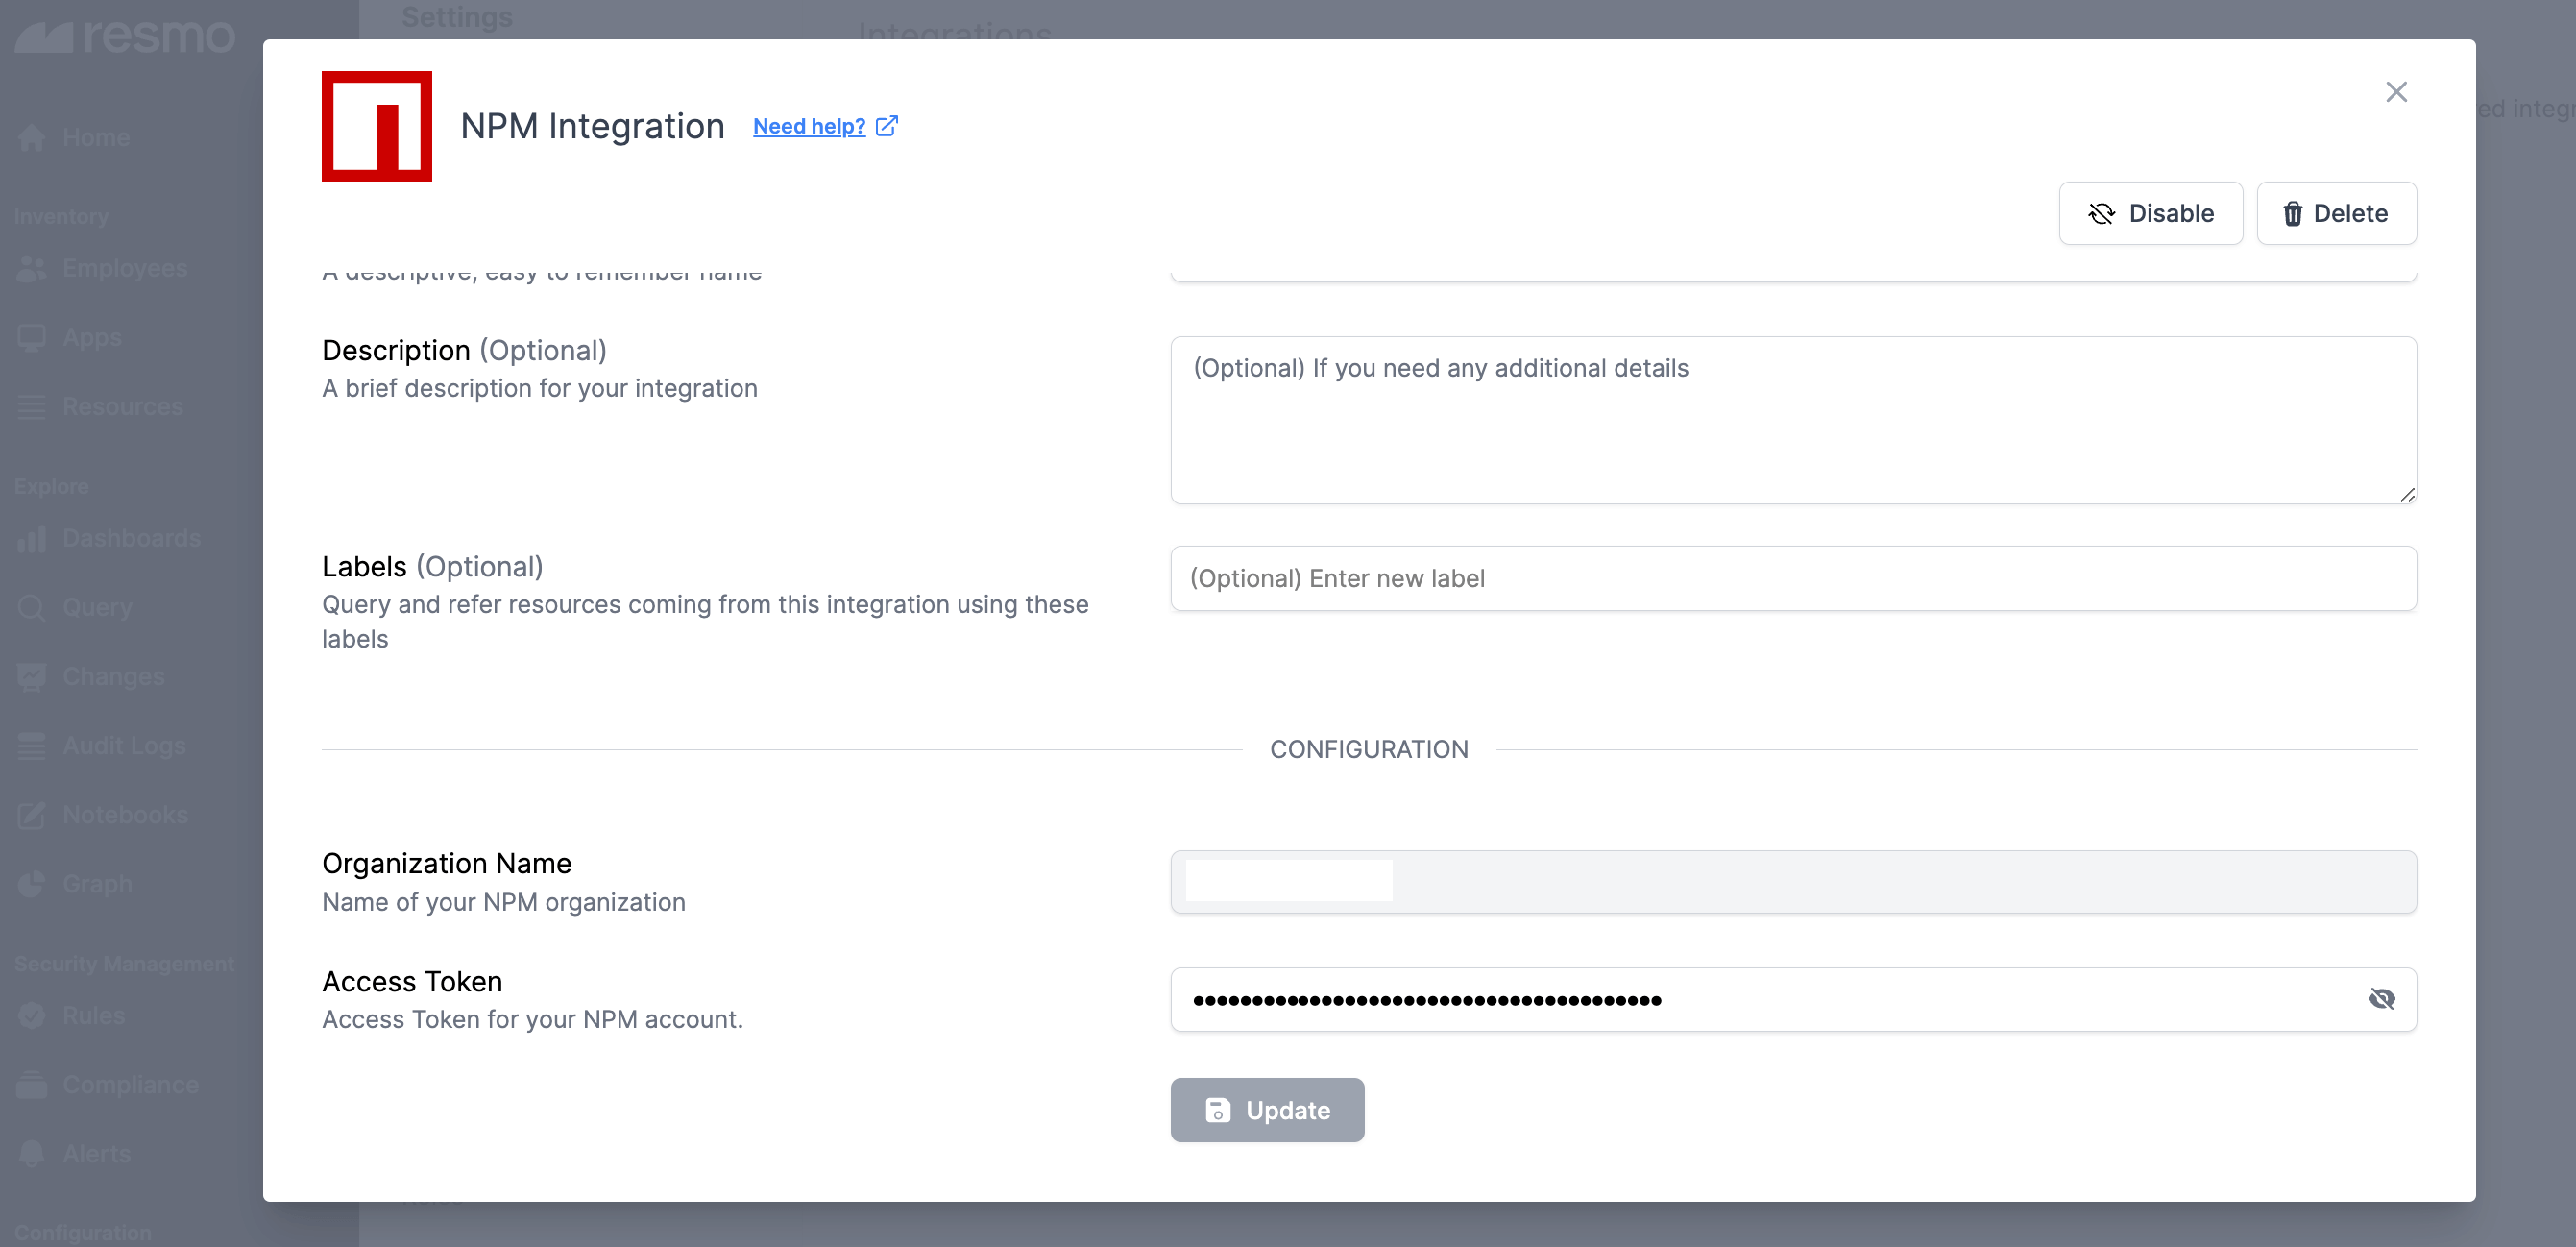 resmo
Settings
Integrations
NPM Integration Need help?
Disable Delete
A descriptive, easy to remember name
Description (Optional)
A brief description for your integration
(Optional) If you need any additional details
Labels (Optional)
Query and refer resources coming from this integration using these
labels
(Optional) Enter new label
CONFIGURATION
Organization Name
Name of your NPM organization
Access Token
Access Token for your NPM account.
••••••••••••••••••••••••••••••••••••••••
Update
Home
Inventory
Employees
Apps
Resources
Explore
Dashboards
Query
Changes
Audit Logs
Notebooks
Graph
Security Management
Rules
Compliance
Alerts
Configuration